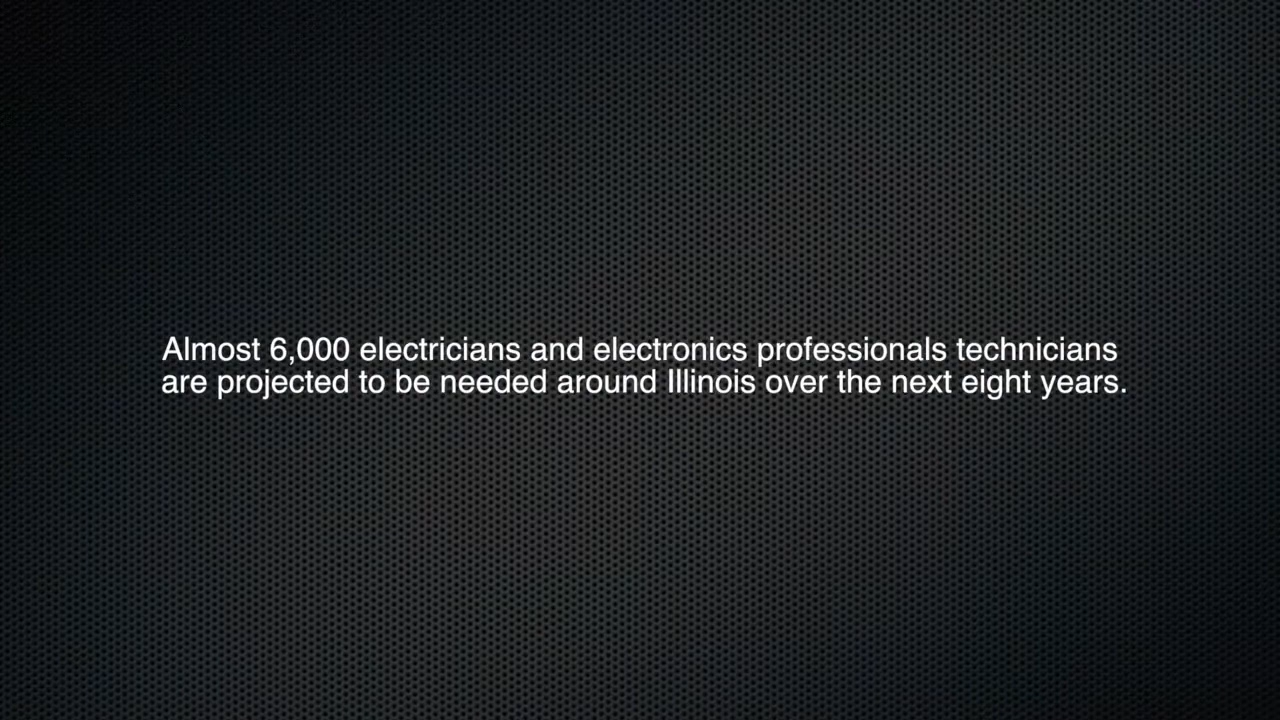 Almost 6,000 electricians and electronics professionals technicians
are projected to be needed around Illinois over the next eight years.